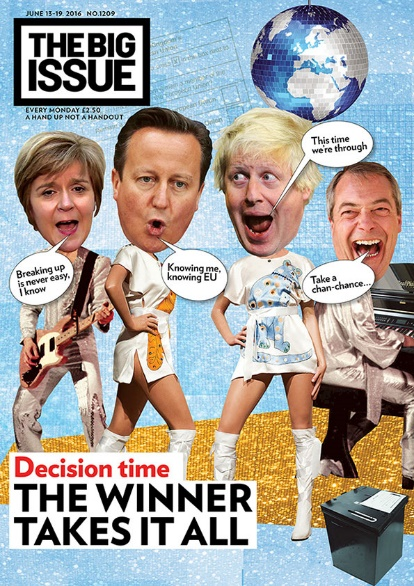 JUNE 13-19 2016 NO.1209
THE BIG
ISSUE
EVERY MONDAY £2.50
A HAND UP NOT A HANDOUT
This time
we're through
Breaking up
is never easy,
I know
Knowing me,
knowing EU
Take a
chan-chance...
Decision time
THE WINNER
TAKES IT ALL